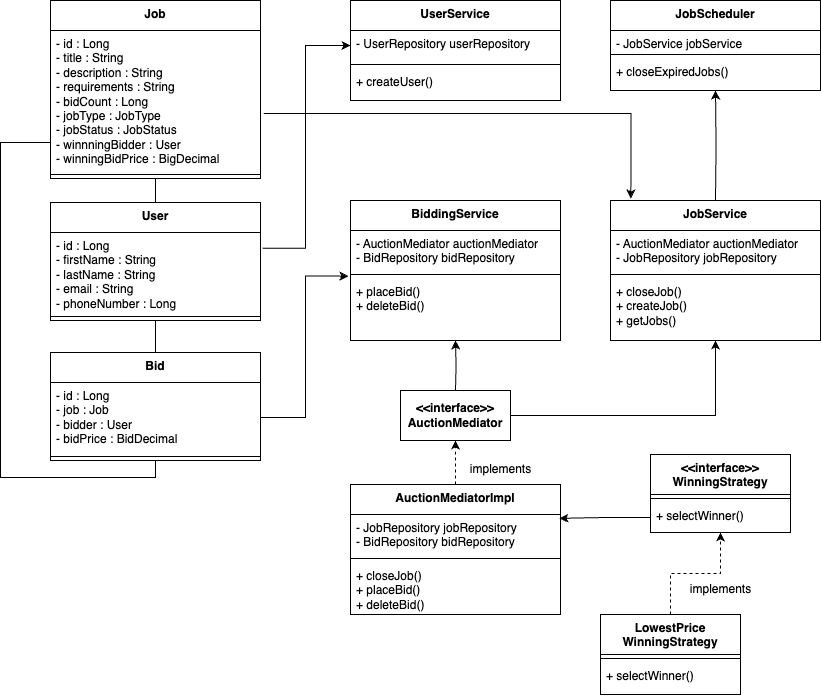 Job
- id : Long
- title : String
- description : String
- requirements : String
- bidCount : Long
- jobType : JobType
- jobStatus : JobStatus
- winnningBidder : User
- winningBidPrice : BigDecimal
User
- id : Long
- firstName : String
- lastName : String
- email : String
- phoneNumber : Long
Bid
- id : Long
- job : Job
- bidder : User
- bidPrice : BidDecimal
UserService
- UserRepository userRepository
+ createUser()
JobScheduler
- JobService jobService
+ closeExpiredJobs()
BiddingService
- AuctionMediator auctionMediator
- BidRepository bidRepository
+ placeBid()
+ deleteBid()
JobService
- AuctionMediator auctionMediator
- JobRepository jobRepository
+ closeJob()
+ createJob()
+ getJobs()
<<interface>>
AuctionMediator
implements
AuctionMediatorImpl
- JobRepository jobRepository
- BidRepository bidRepository
+ closeJob()
+ placeBid()
+ deleteBid()
<<interface>>
WinningStrategy
+ selectWinner()
implements
LowestPrice
WinningStrategy
+ selectWinner()